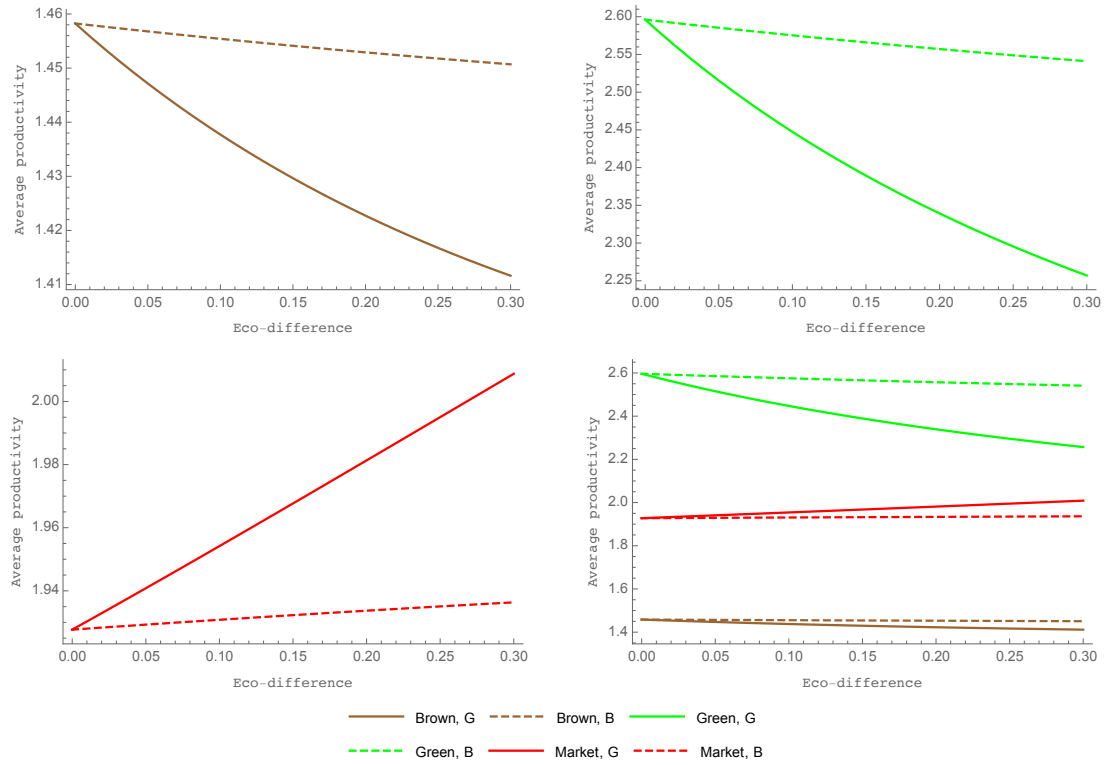 1.46
1.45
1.44
1.43
1.42
1.41
Average productivity
0.00 0.05 0.10 0.15 0.20 0.25 0.30
Eco-difference
2.60
2.55
2.50
2.45
2.40
2.35
2.30
2.25
Average productivity
0.00 0.05 0.10 0.15 0.20 0.25 0.30
Eco-difference
2.00
1.98
1.96
1.94
Average productivity
0.00 0.05 0.10 0.15 0.20 0.25 0.30
Eco-difference
2.6
2.4
2.2
2.0
1.8
1.6
1.4
Average productivity
0.00 0.05 0.10 0.15 0.20 0.25 0.30
Eco-difference
Brown, G Brown, B Green, G
Green, B Market, G Market, B